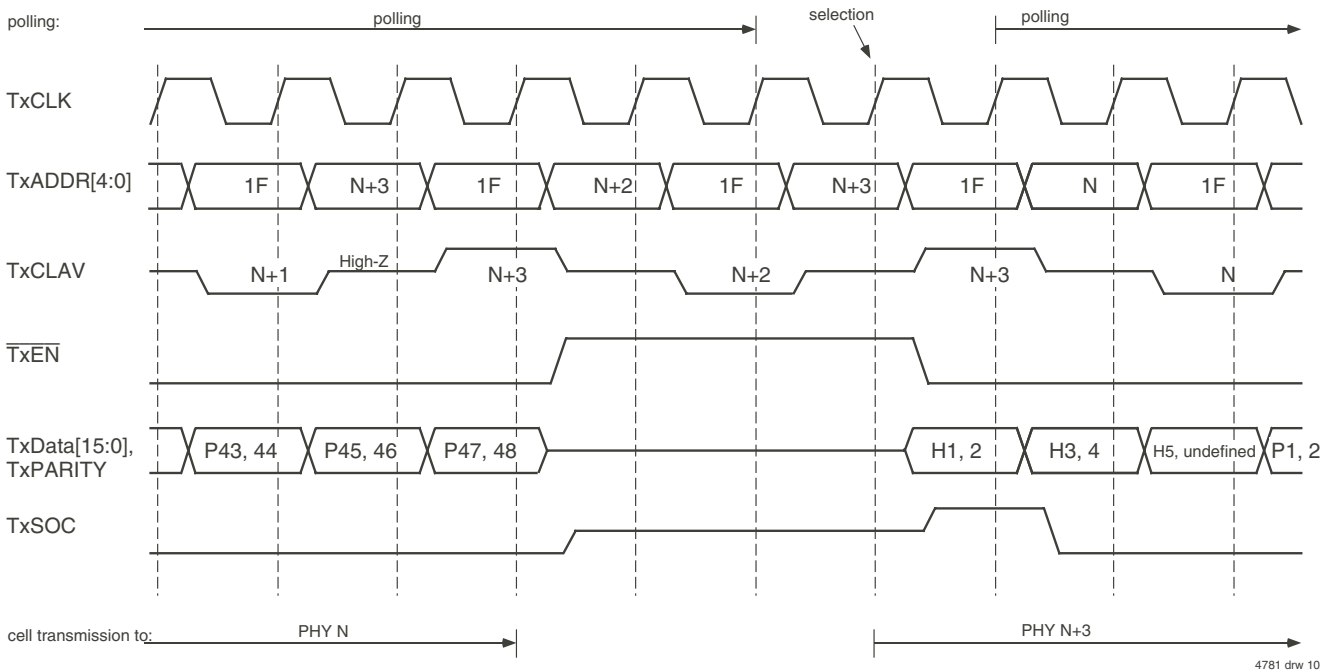 polling: polling selection polling
TxCLK
TxADDR[4:0] 1F N+3 1F N+2 1F N+3 1F N 1F
TxCLAV N+1 High-Z N+3 N+2 N+3 N
TxEN
TxData[15:0], TxPARITY P43, 44 P45, 46 P47, 48 H1, 2 H3, 4 H5, undefined P1, 2
TxSOC
cell transmission to: PHY N PHY N+3
4781 drw 10